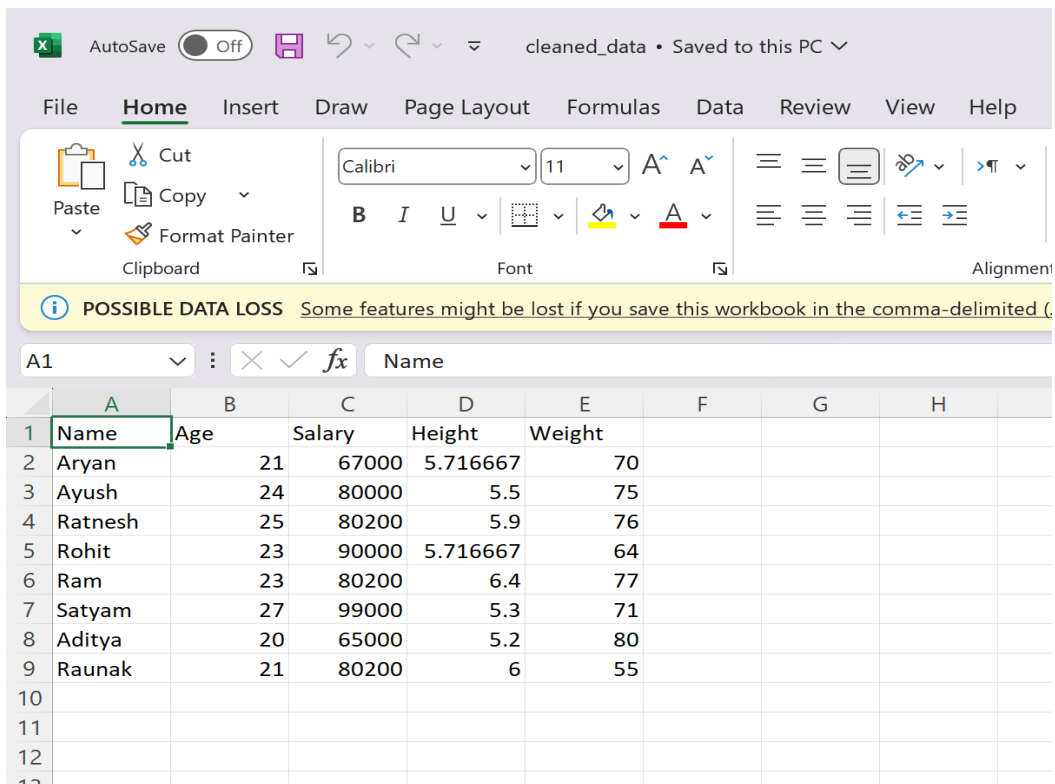 AutoSave Off cleaned_data • Saved to this PC
File Home Insert Draw Page Layout Formulas Data Review View Help
Paste
Cut
Copy
Format Painter
Clipboard
Calibri 11 A A
B I U A
Font
ab
Alignment
POSSIBLE DATA LOSS Some features might be lost if you save this workbook in the comma-delimited (.
A1 fx Name
A B C D E F G H
1 Name Age Salary Height Weight
2 Aryan 21 67000 5.716667 70
3 Ayush 24 80000 5.5 75
4 Ratnesh 25 80200 5.9 76
5 Rohit 23 90000 5.716667 64
6 Ram 23 80200 6.4 77
7 Satyam 27 99000 5.3 71
8 Aditya 20 65000 5.2 80
9 Raunak 21 80200 6 55
10
11
12